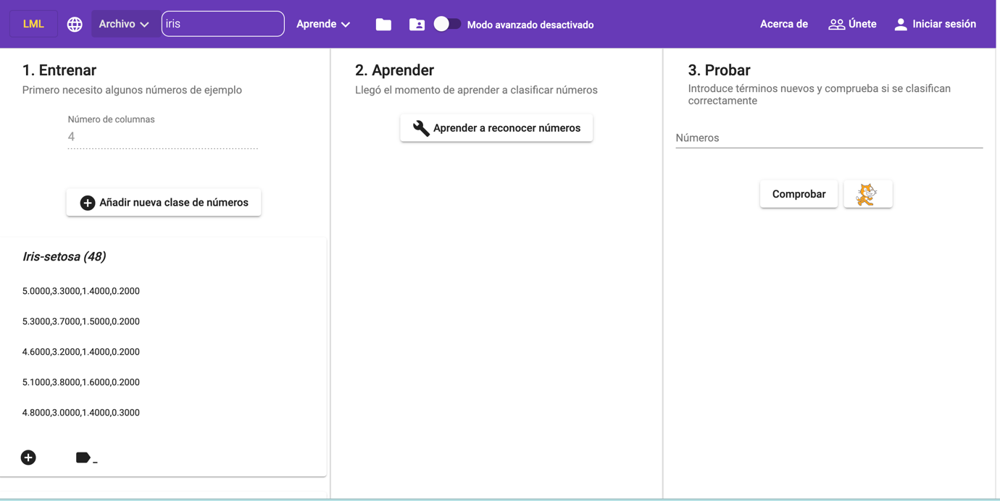 LML
Archivo
iris
Aprende
Modo avanzado desactivado
Acerca de
Únete
Iniciar sesión
1. Entrenar
Primero necesito algunos números de ejemplo
Número de columnas
4
Añadir nueva clase de números
Iris-setosa (48)
5.0000,3.3000,1.4000,0.2000
5.3000,3.7000,1.5000,0.2000
4.6000,3.2000,1.4000,0.2000
5.1000,3.8000,1.6000,0.2000
4.8000,3.0000,1.4000,0.3000
_
2. Aprender
Llegó el momento de aprender a clasificar números
Aprender a reconocer números
3. Probar
Introduce términos nuevos y comprueba si se clasifican
correctamente
Números
Comprobar